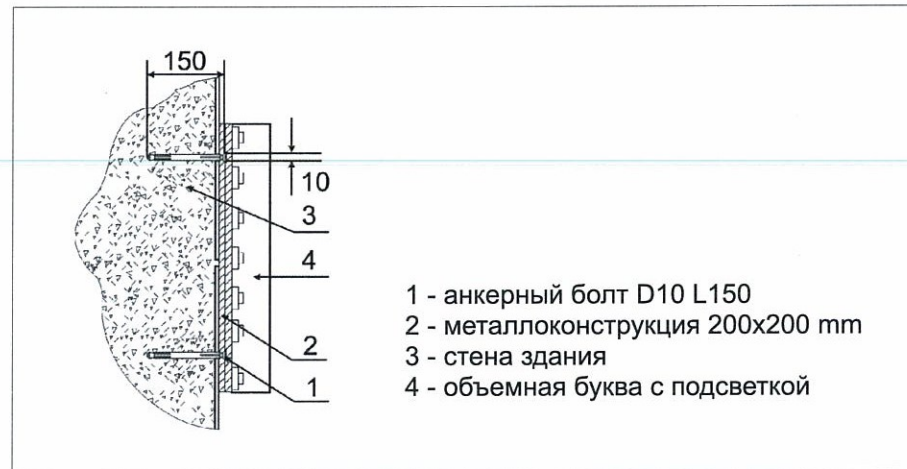 150
10
3
4
2
1
1 - анкерный болт D10 L150
2 - металлоконструкция 200x200 mm
3 - стена здания
4 - объемная буква с подсветкой